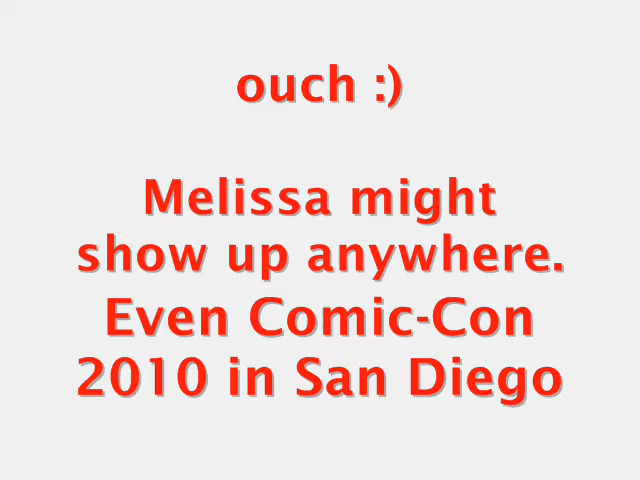 ouch :)
Melissa might
show up anywhere.
Even Comic-Con
2010 in San Diego